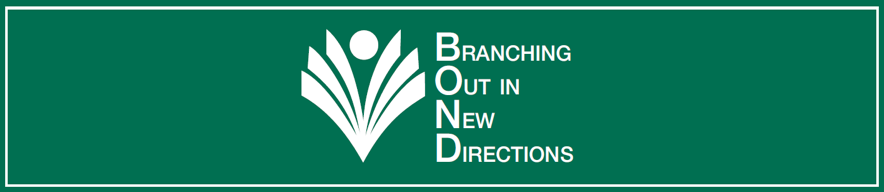 BRANCHING
OUT IN
NEW
DIRECTIONS